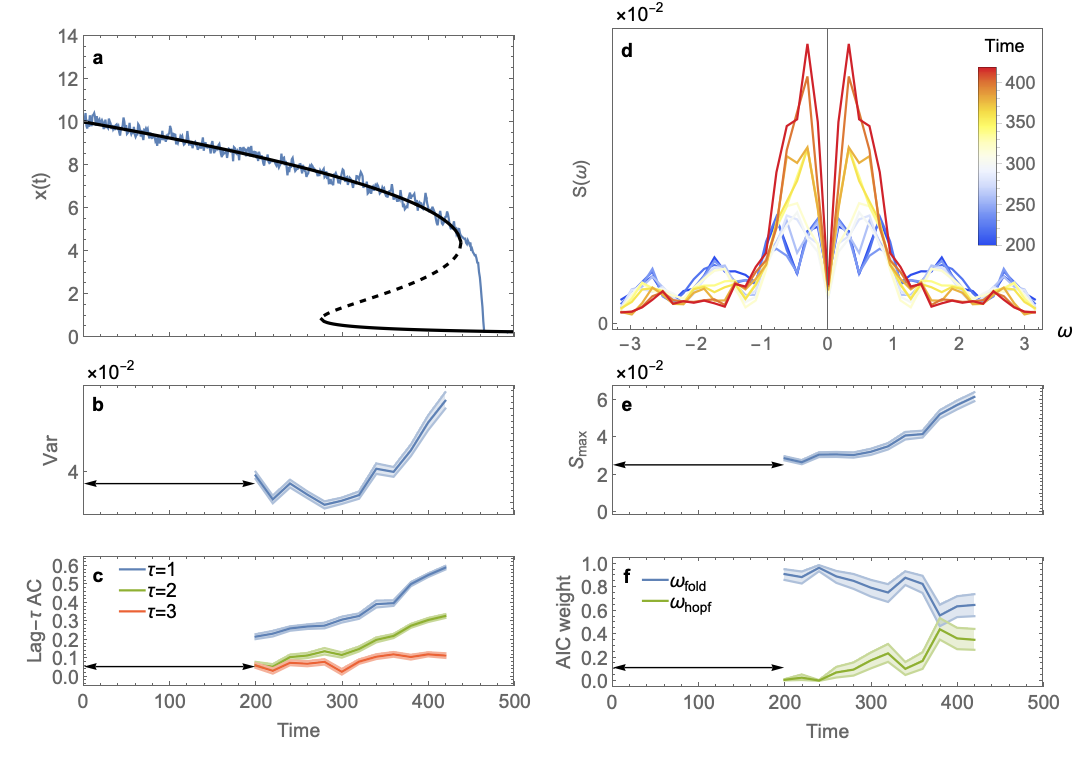 a
x(t)
14
12
10
8
6
4
2
0
×10⁻²
d
S(ω)
0
−3
−2
−1
0
1
2
3
ω
Time
400
350
300
250
200
×10⁻²
b
Var
4
×10⁻²
e
Smax
6
4
2
0
c
Lag−τ AC
0.6
0.5
0.4
0.3
0.2
0.1
0.0
τ=1
τ=2
τ=3
0
100
200
300
400
500
Time
f
AIC weight
1.0
0.8
0.6
0.4
0.2
0.0
ωfold
ωhopf
0
100
200
300
400
500
Time